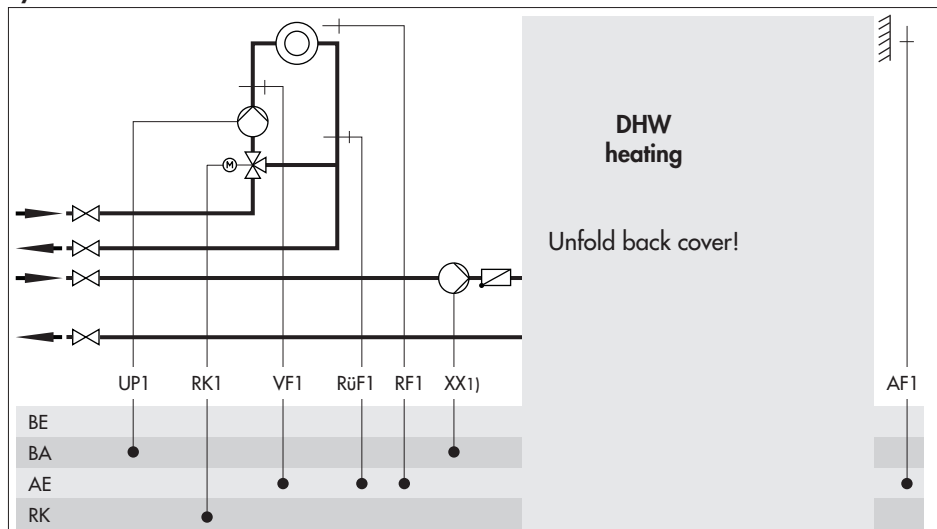 DHW
heating
Unfold back cover!
M
UP1 RK1 VF1 RüF1 RF1 XX1) AF1
BE
BA
AE
RK